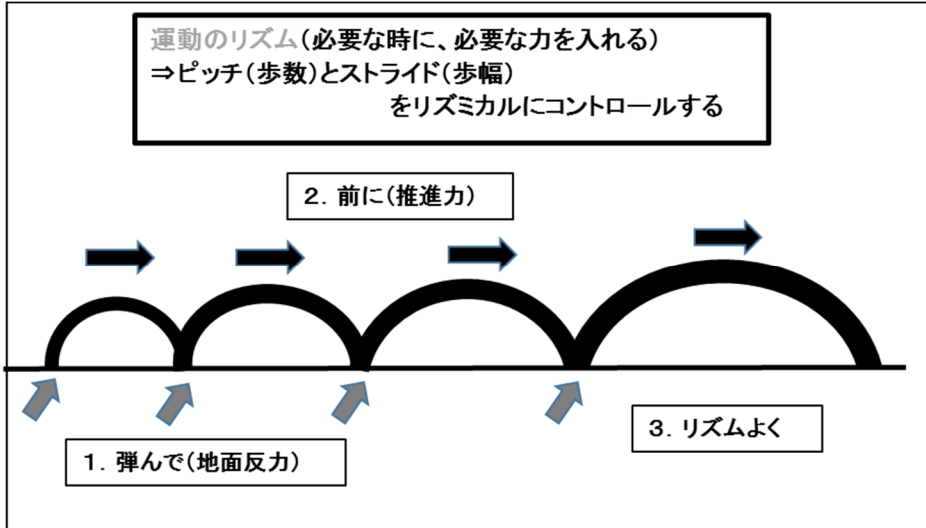 運動のリズム(必要な時に、必要な力を入れる)
⇒ピッチ(歩数)とストライド(歩幅)
をリズミカルにコントロールする
２．前に(推進力)
１．弾んで(地面反力)
３．リズムよく